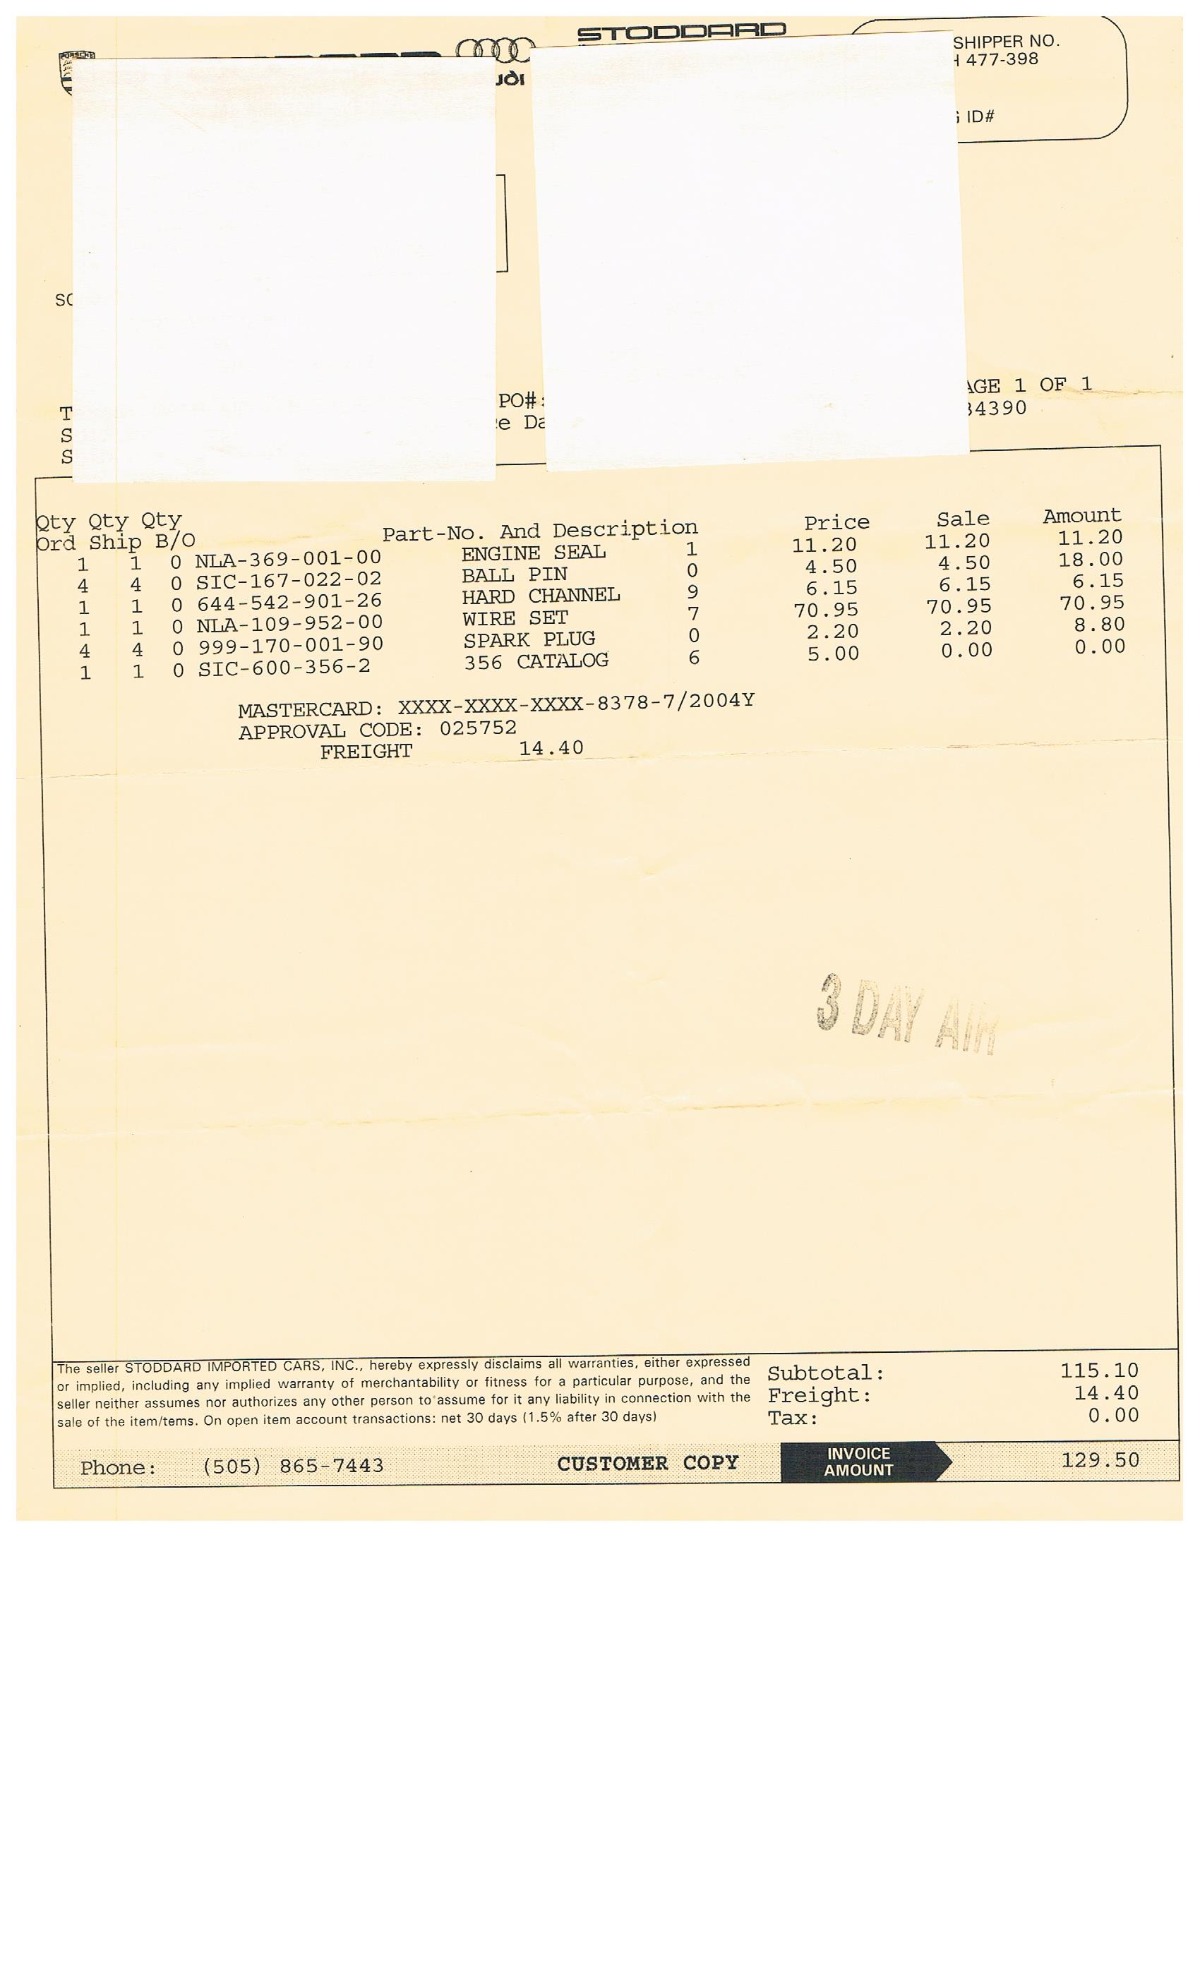 STODDARD
SHIPPER NO.
477-398
ID#
PO#:
PAGE 1 OF 1
34390
Qty Qty Qty
Ord Ship B/O Part-No. And Description Price Sale Amount
1 1 0 NLA-369-001-00 ENGINE SEAL 1 11.20 11.20 11.20
4 4 0 SIC-167-022-02 BALL PIN 0 4.50 4.50 18.00
1 1 0 644-542-901-26 HARD CHANNEL 9 6.15 6.15 6.15
1 1 0 NLA-109-952-00 WIRE SET 7 70.95 70.95 70.95
4 4 0 999-170-001-90 SPARK PLUG 0 2.20 2.20 8.80
1 1 0 SIC-600-356-2 356 CATALOG 6 5.00 0.00 0.00
MASTERCARD: XXXX-XXXX-XXXX-8378-7/2004Y
APPROVAL CODE: 025752
FREIGHT 14.40
3 DAY AIR
The seller STODDARD IMPORTED CARS, INC., hereby expressly disclaims all warranties, either expressed
or implied, including any implied warranty of merchantability or fitness for a particular purpose, and the
seller neither assumes nor authorizes any other person to assume for it any liability in connection with the
sale of the item/tems. On open item account transactions: net 30 days (1.5% after 30 days)
Subtotal: 115.10
Freight: 14.40
Tax: 0.00
Phone: (505) 865-7443 CUSTOMER COPY INVOICE AMOUNT 129.50